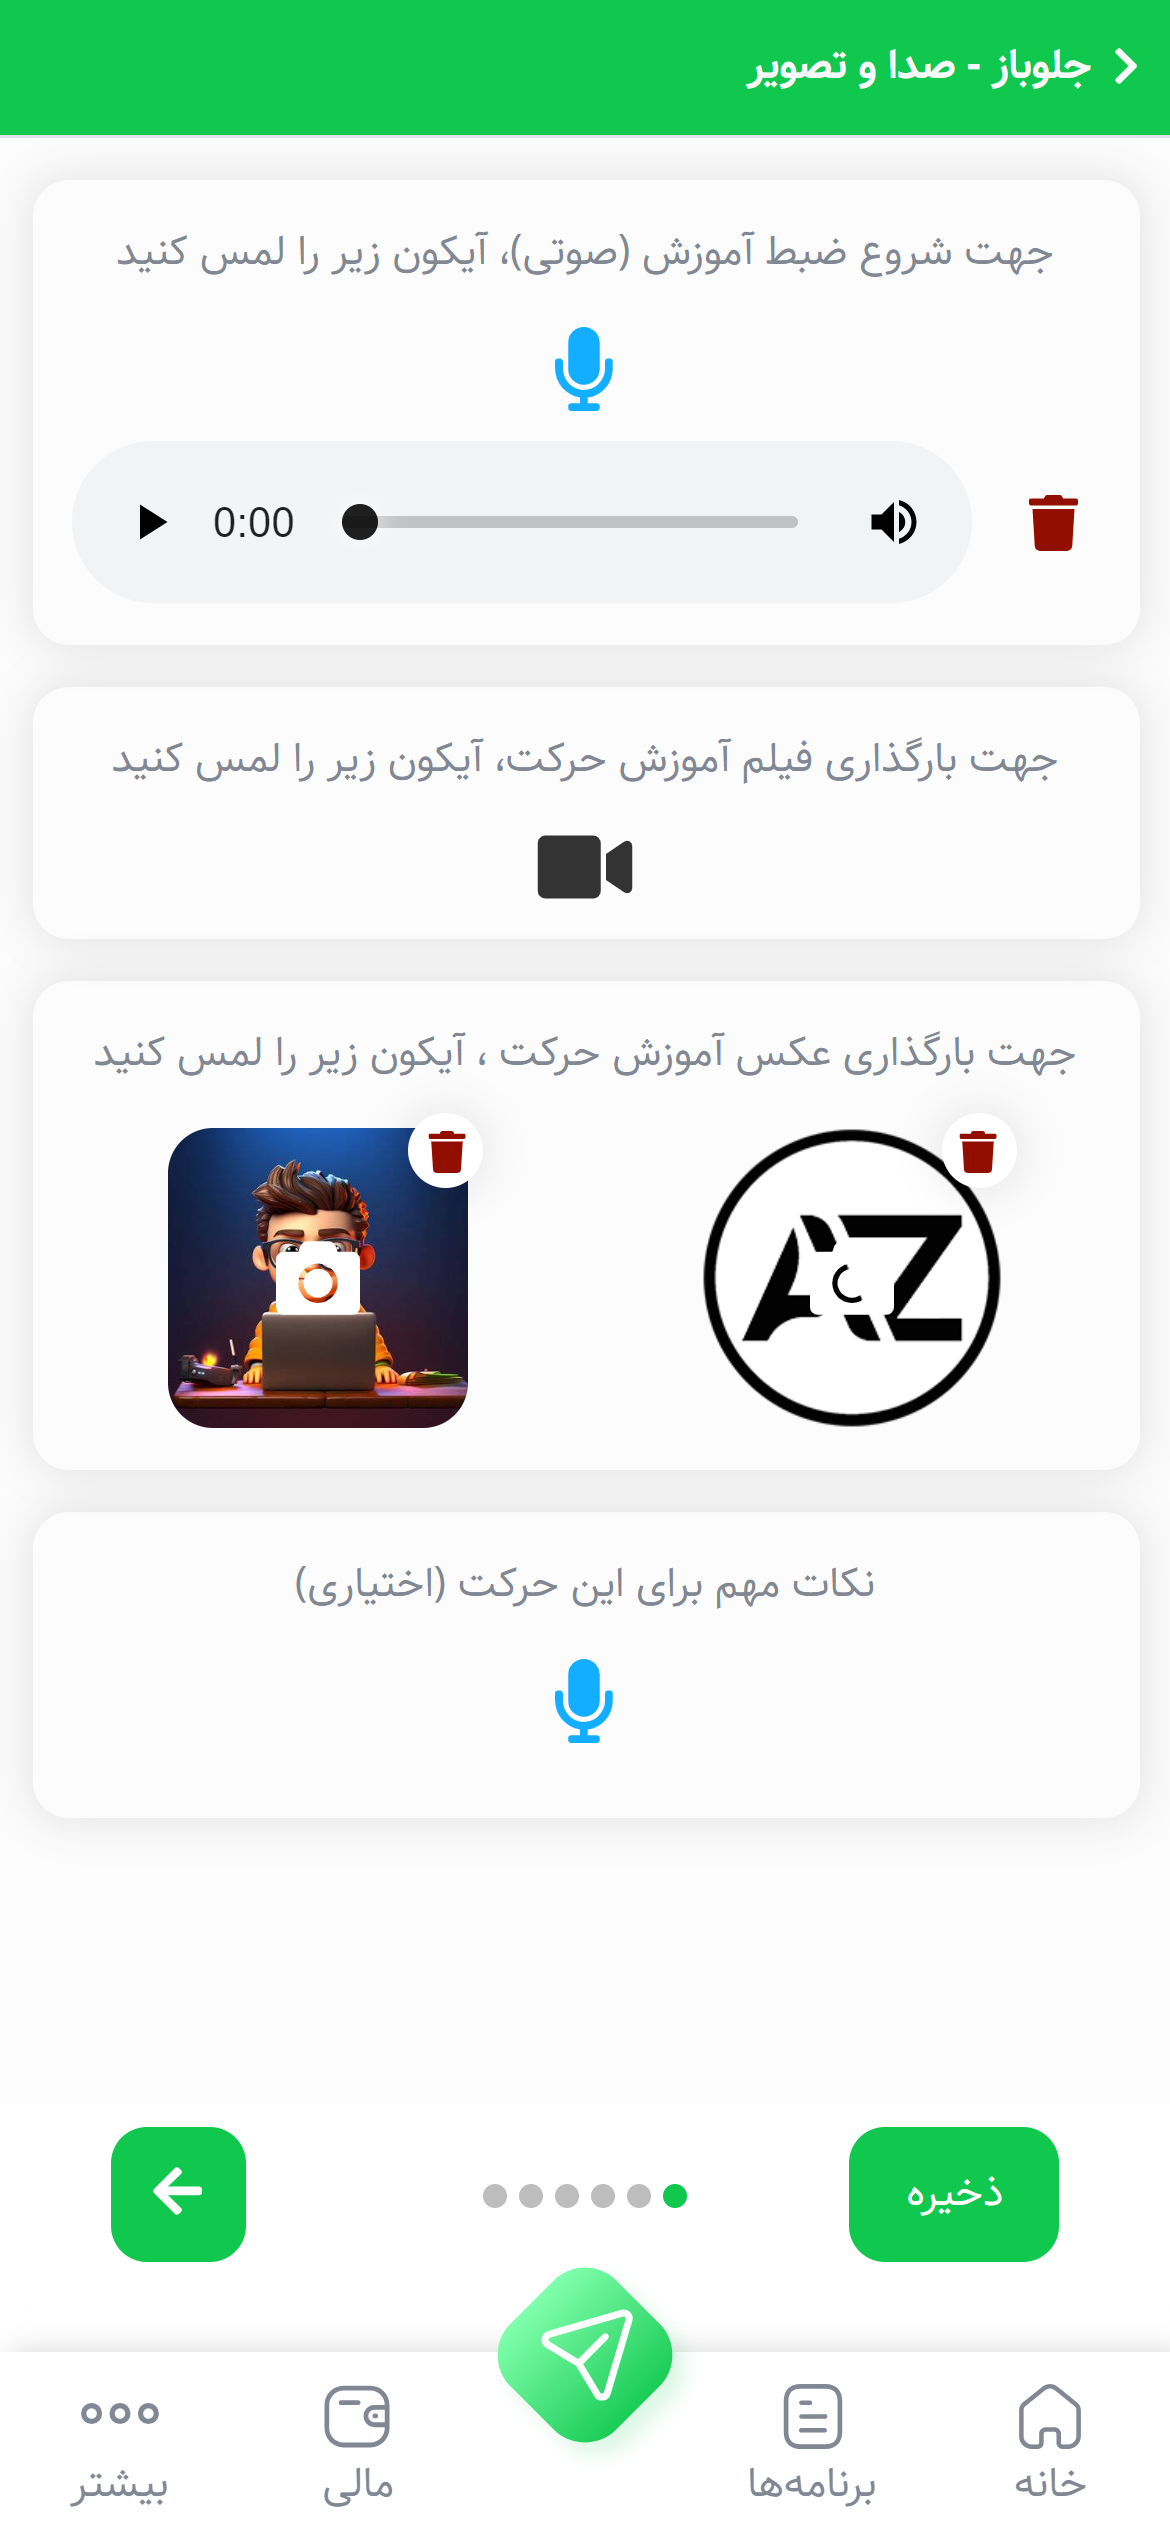 جلوباز - صدا و تصویر
جهت شروع ضبط آموزش (صوتی)، آیکون زیر را لمس کنید
0:00
جهت بارگذاری فیلم آموزش حرکت، آیکون زیر را لمس کنید
جهت بارگذاری عکس آموزش حرکت ، آیکون زیر را لمس کنید
AZ
نکات مهم برای این حرکت (اختیاری)
ذخیره
خانه
برنامه‌ها
مالی
بیشتر